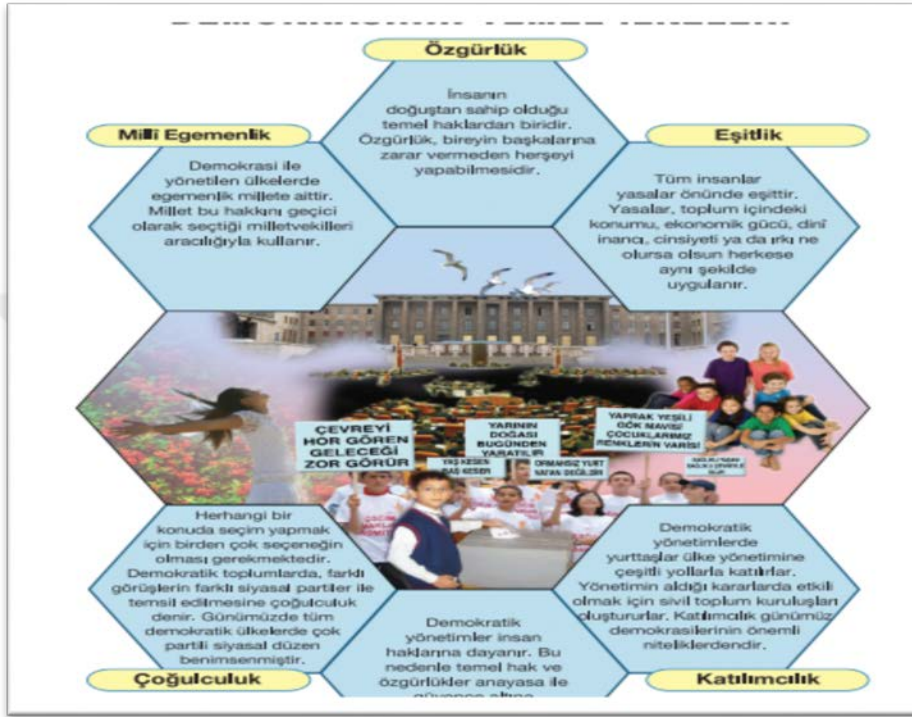 Özgürlük
İnsanın
doğuştan sahip olduğu
temel haklardan biridir.
Özgürlük, bireyin başkalarına
zarar vermeden herşeyi
yapabilmesidir.
Millî Egemenlik
Demokrasi ile
yönetilen ülkelerde
egemenlik millete aittir.
Millet bu hakkını geçici
olarak seçtiği milletvekilleri
aracılığıyla kullanır.
Eşitlik
Tüm insanlar
yasalar önünde eşittir.
Yasalar, toplum içindeki
konumu, ekonomik gücü, dinî
inancı, cinsiyeti ya da ırkı ne
olursa olsun herkese
aynı şekilde
uygulanır.
ÇEVREYİ
HOR GÖREN
GELECEĞİ
ZOR GÖRÜR
YARININ
DOĞASI
BUGÜNDEN
YARATILIR
YAPRAK YEŞİLİ
GÖK MAVİSİ
ÇOCUKLARIMIZ
RENKLERİN VARİSİ
YAŞ KESEN
BAŞ KESER
ORMANSIZ YURT
VATAN DEĞİLDİR
Herhangi bir
konuda seçim yapmak
için birden çok seçeneğin
olması gerekmektedir.
Demokratik toplumlarda, farklı
görüşlerin farklı siyasal partiler ile
temsil edilmesine çoğulculuk
denir. Günümüzde tüm
demokratik ülkelerde çok
partili siyasal düzen
benimsenmiştir.
Çoğulculuk
Demokratik
yönetimler insan
haklarına dayanır. Bu
nedenle temel hak ve
özgürlükler anayasa ile
Demokratik
yönetimlerde
yurttaşlar ülke yönetimine
çeşitli yollarla katılırlar.
Yönetimin aldığı kararlarda etkili
olmak için sivil toplum kuruluşları
oluştururlar. Katılımcılık günümüz
demokrasilerinin önemli
niteliklerdendir.
Katılımcılık